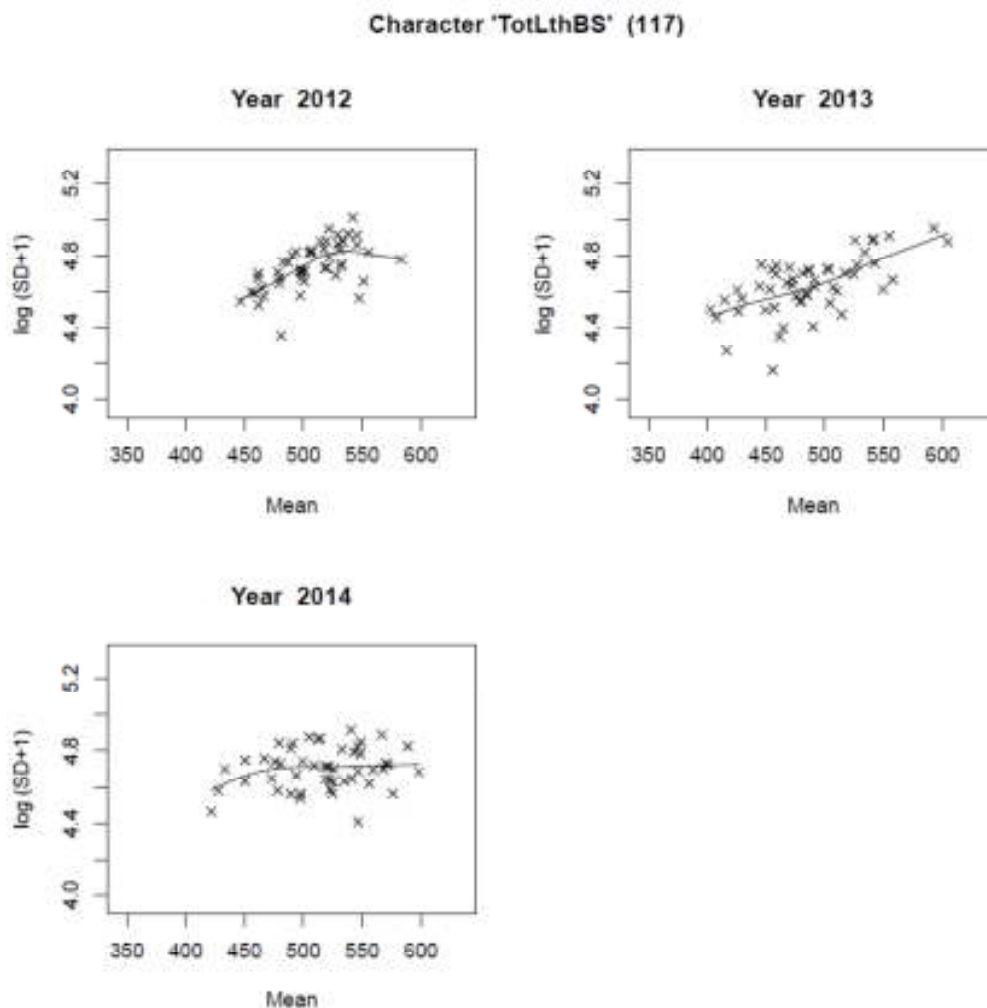 Character 'TotLthBS' (117)
Year 2012
log (SD+1)
4.0 4.4 4.8 5.2
350 400 450 500 550 600
Mean
Year 2013
log (SD+1)
4.0 4.4 4.8 5.2
350 400 450 500 550 600
Mean
Year 2014
log (SD+1)
4.0 4.4 4.8 5.2
350 400 450 500 550 600
Mean